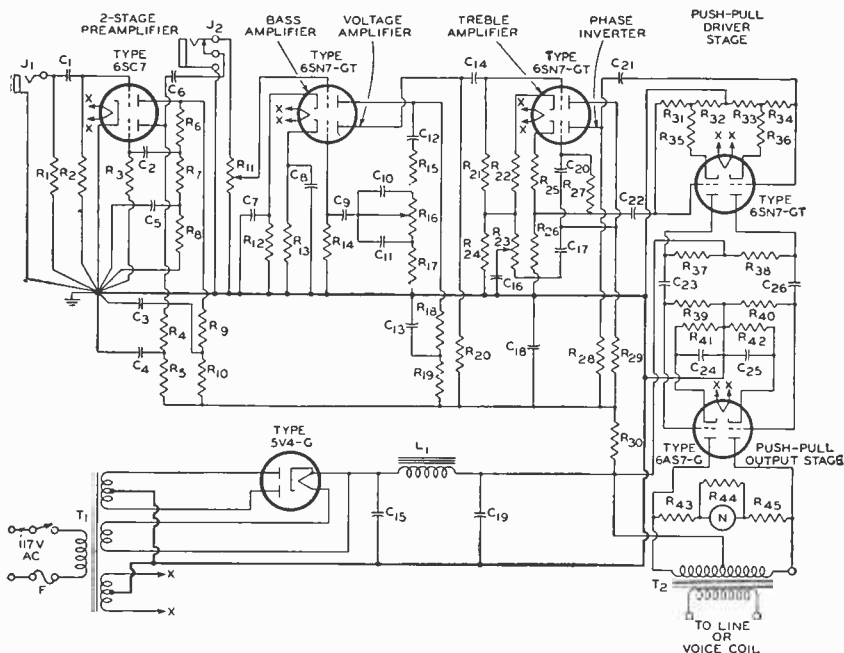 2-STAGE
PREAMPLIFIER
TYPE
6SC7
J1
C1
J2
C6
BASS
AMPLIFIER
VOLTAGE
AMPLIFIER
TYPE
6SN7-GT
TREBLE
AMPLIFIER
PHASE
INVERTER
TYPE
6SN7-GT
PUSH-PULL
DRIVER
STAGE
C14
C21
X
X
X
X
X
X
R1
R2
R3
C2
R6
R7
C5
R8
R11
C7
C8
R12
R13
R14
C9
C10
C11
C12
R15
R16
R17
R21
R22
R24
R23
C16
R25
R26
C20
R27
C17
C22
R31
R32
R33
R34
R35
R36
X
X
TYPE
6SN7-GT
C3
R4
R9
C4
R5
R10
C13
R18
R19
R20
C18
R28
R29
R30
R37
R38
C23
C26
R39
R40
R41
R42
C24
C25
X
X
TYPE
6AS7-G
PUSH-PULL
OUTPUT STAGE
TYPE
5V4-G
L1
C15
C19
T1
117V
AC
F
X
X
R43
R44
R45
N
T2
TO LINE
OR
VOICE COIL